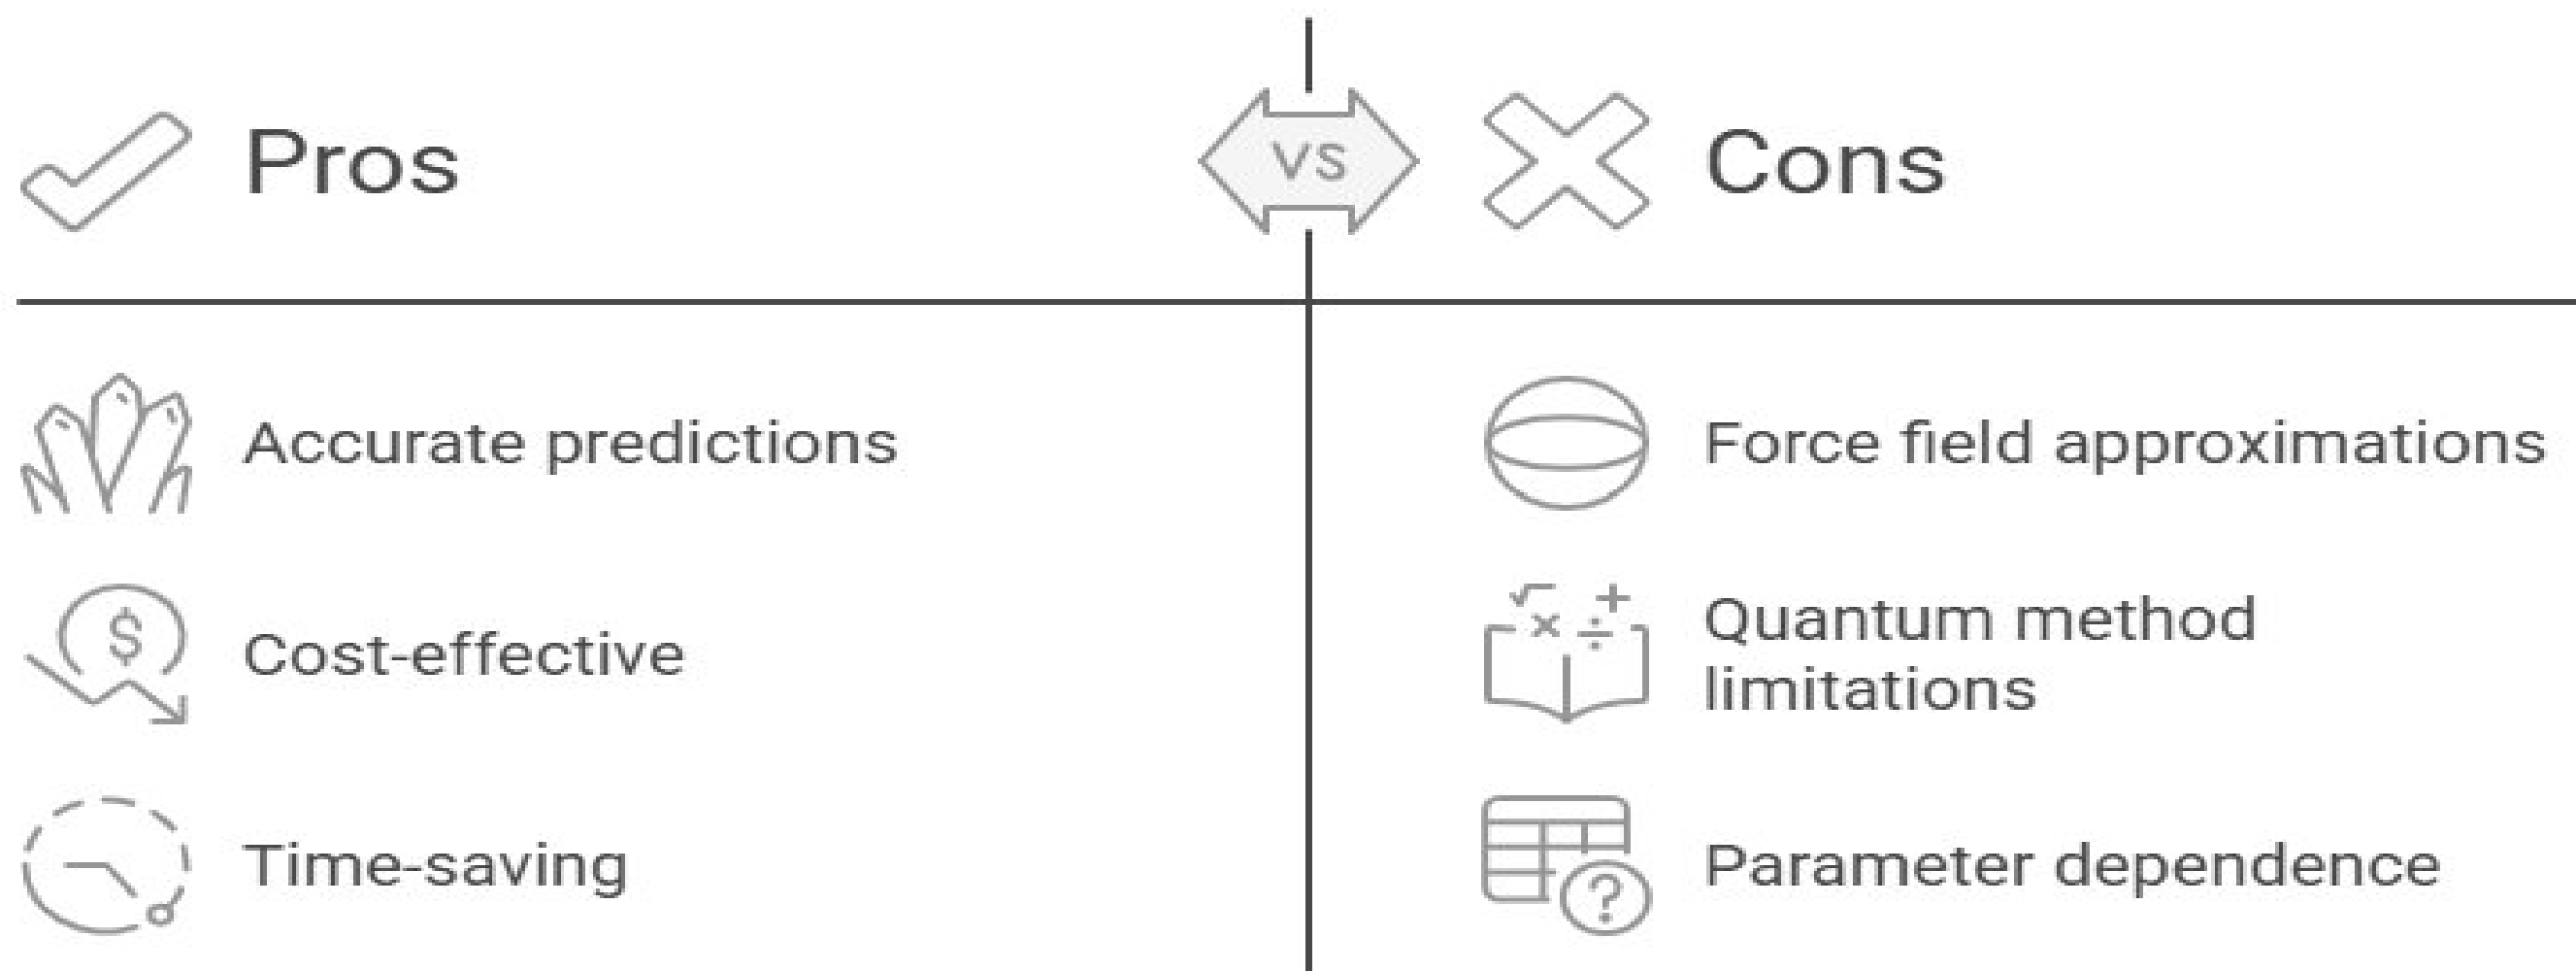 Pros
VS
Cons
Accurate predictions
Force field approximations
$
Cost-effective
√ + × ÷
Quantum method
limitations
Time-saving
?
Parameter dependence